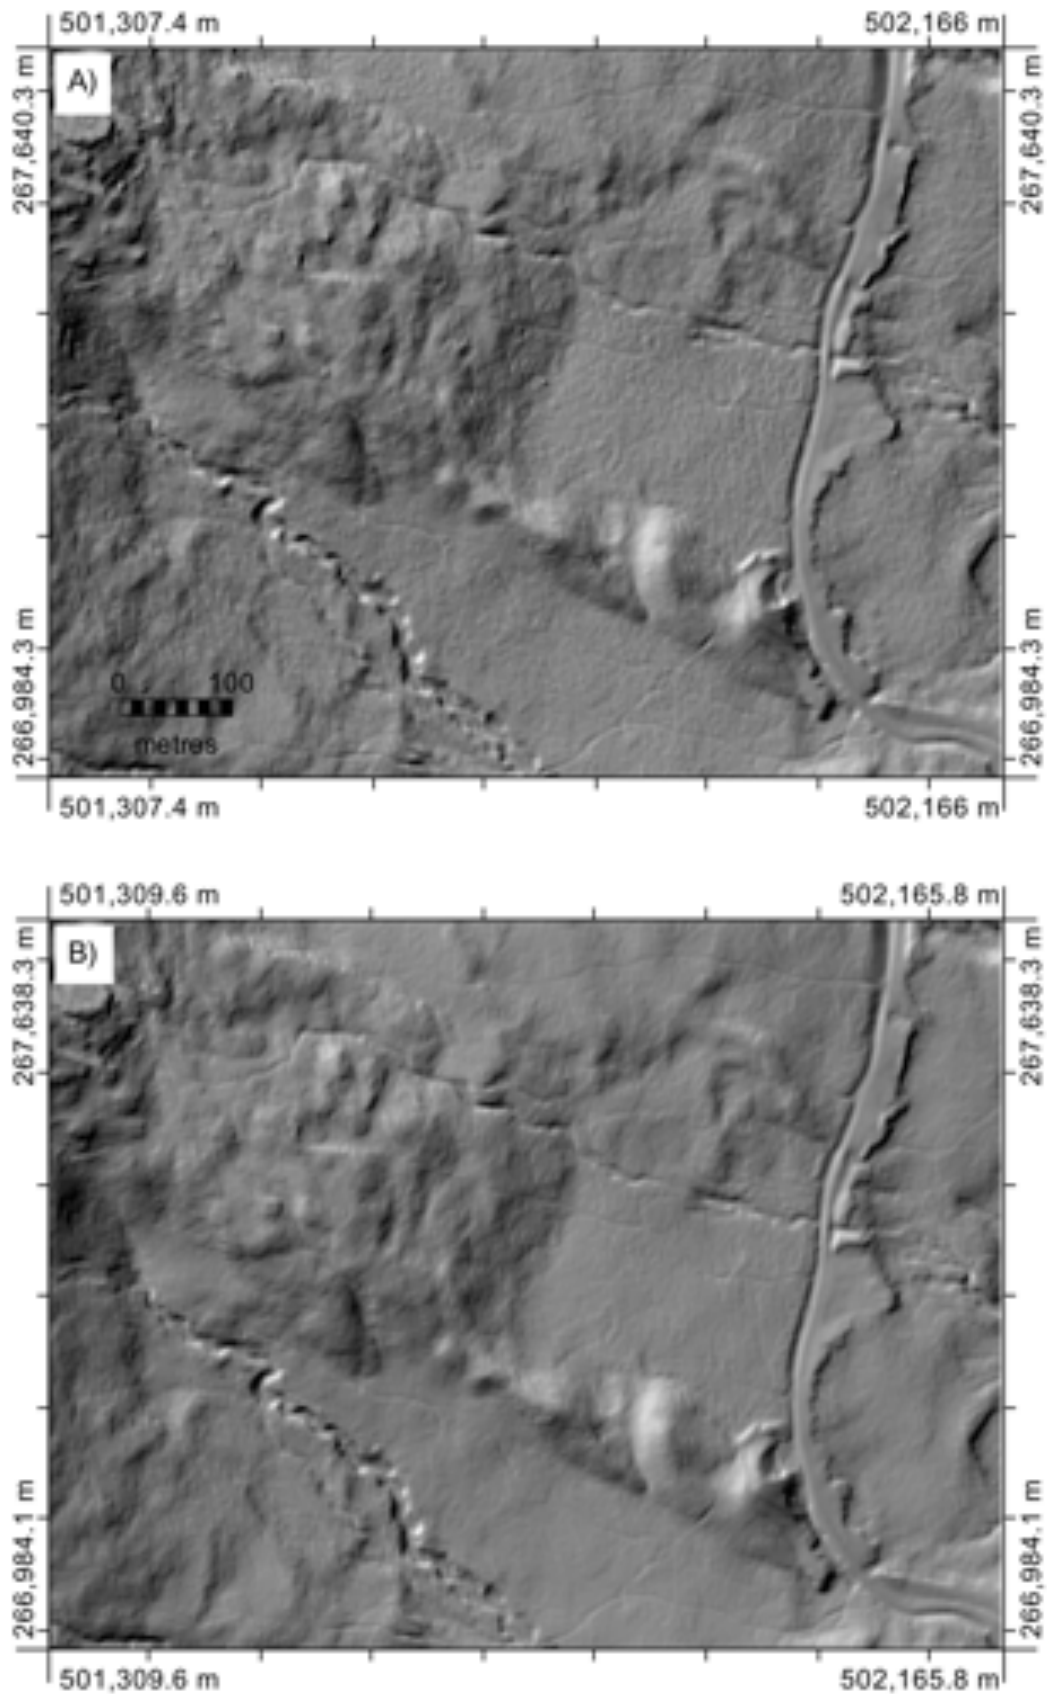 501,307.4 m 502,166 m
A)
267,640.3 m 267,640.3 m
266,984.3 m 266,984.3 m
0 100
metres
501,307.4 m 502,166 m
501,309.6 m 502,165.8 m
B)
267,638.3 m 267,638.3 m
266,984.1 m 266,984.1 m
501,309.6 m 502,165.8 m